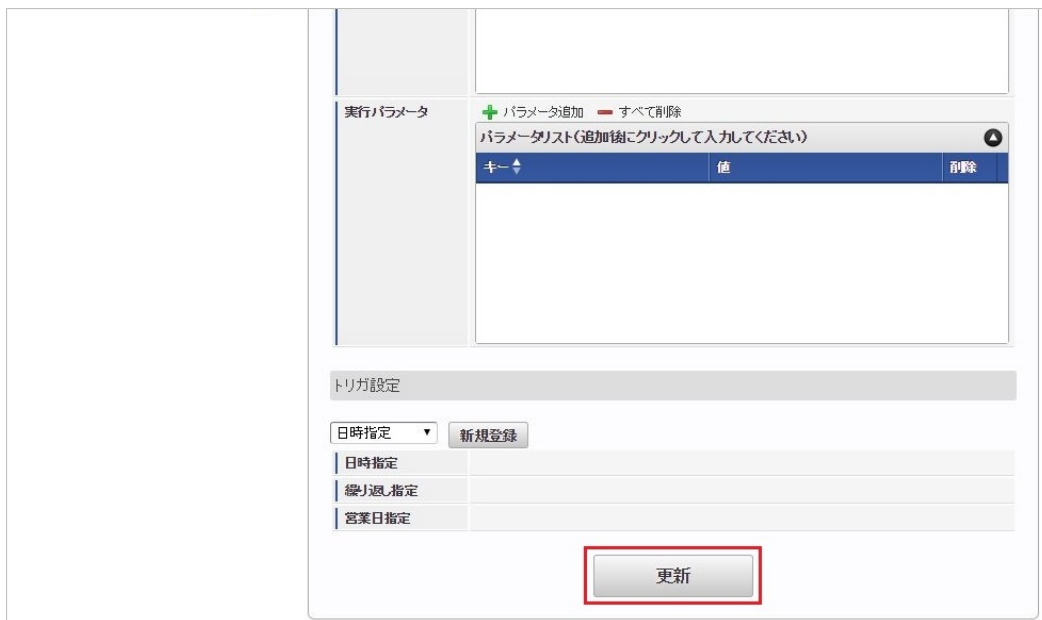 実行パラメータ
パラメータ追加 すべて削除
パラメータリスト(追加後にクリックして入力してください)
キー 値 削除
トリガ設定
日時指定 新規登録
日時指定
繰り返し指定
営業日指定
更新